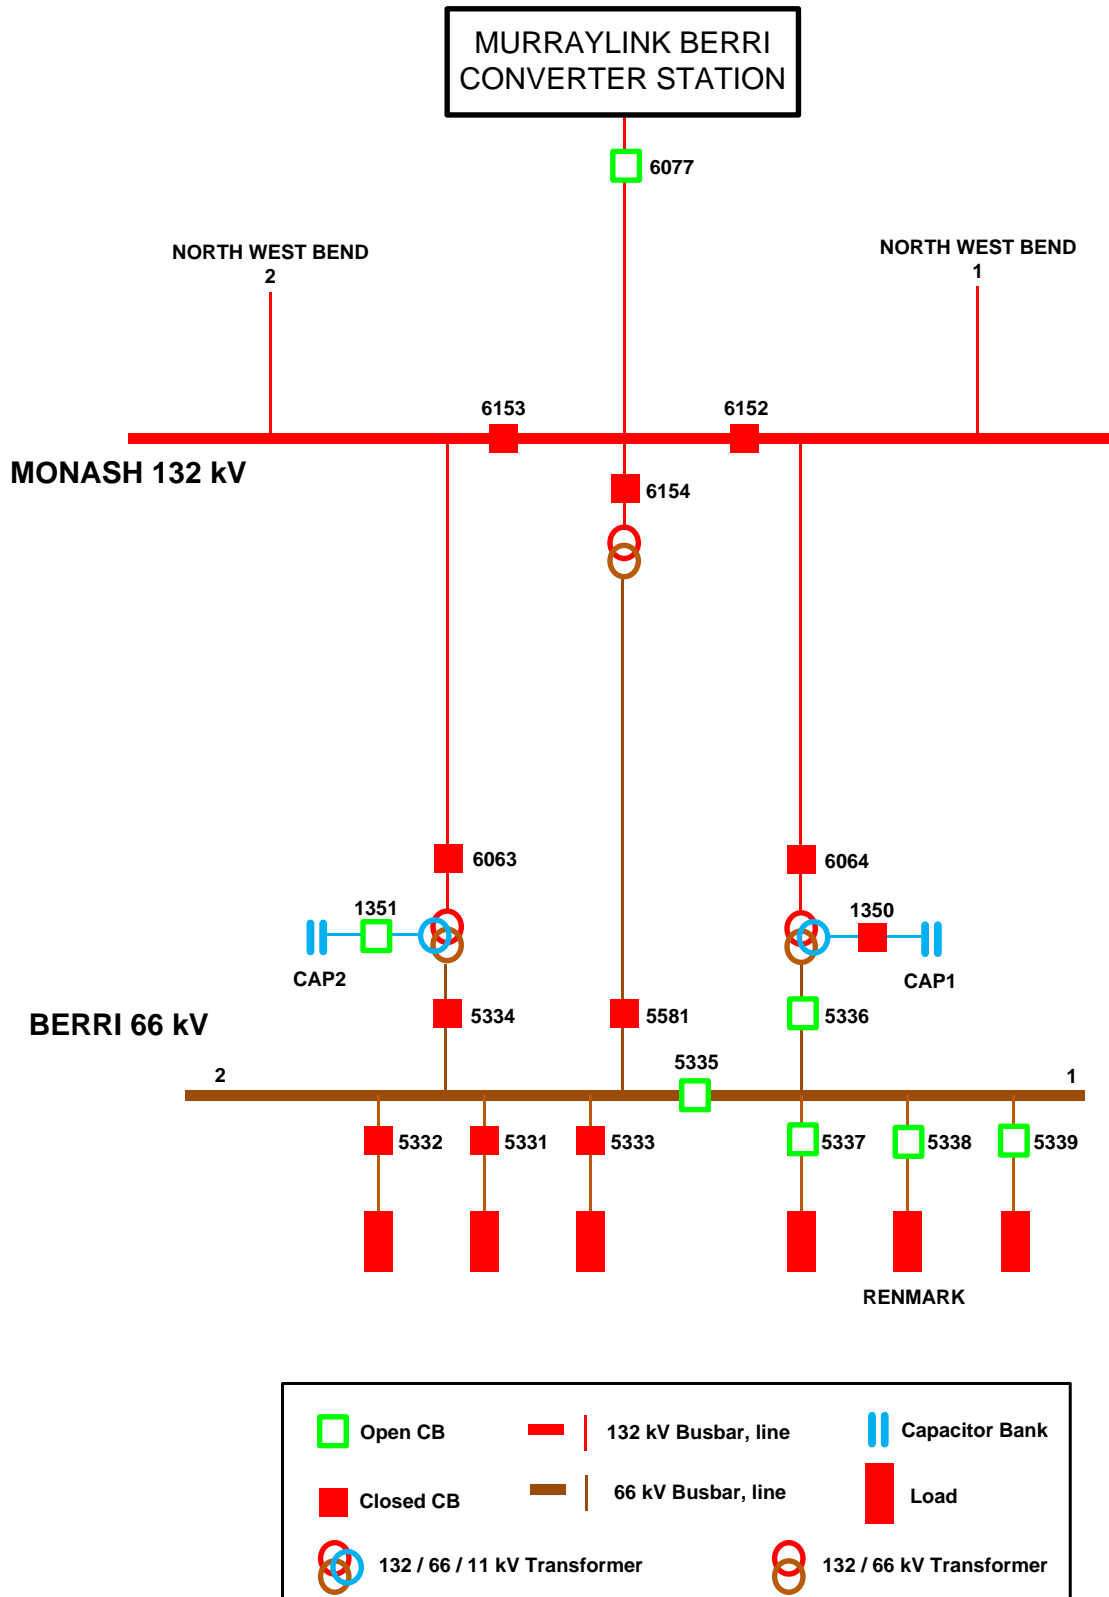 MURRAYLINK BERRI
CONVERTER STATION
6077
NORTH WEST BEND
2
NORTH WEST BEND
1
6153
6152
MONASH 132 kV
6154
6063
6064
1351
1350
CAP2
CAP1
BERRI 66 kV
5334
5581
5336
5335
2
1
5332
5331
5333
5337
5338
5339
RENMARK
Open CB
132 kV Busbar, line
Capacitor Bank
Closed CB
66 kV Busbar, line
Load
132 / 66 / 11 kV Transformer
132 / 66 kV Transformer